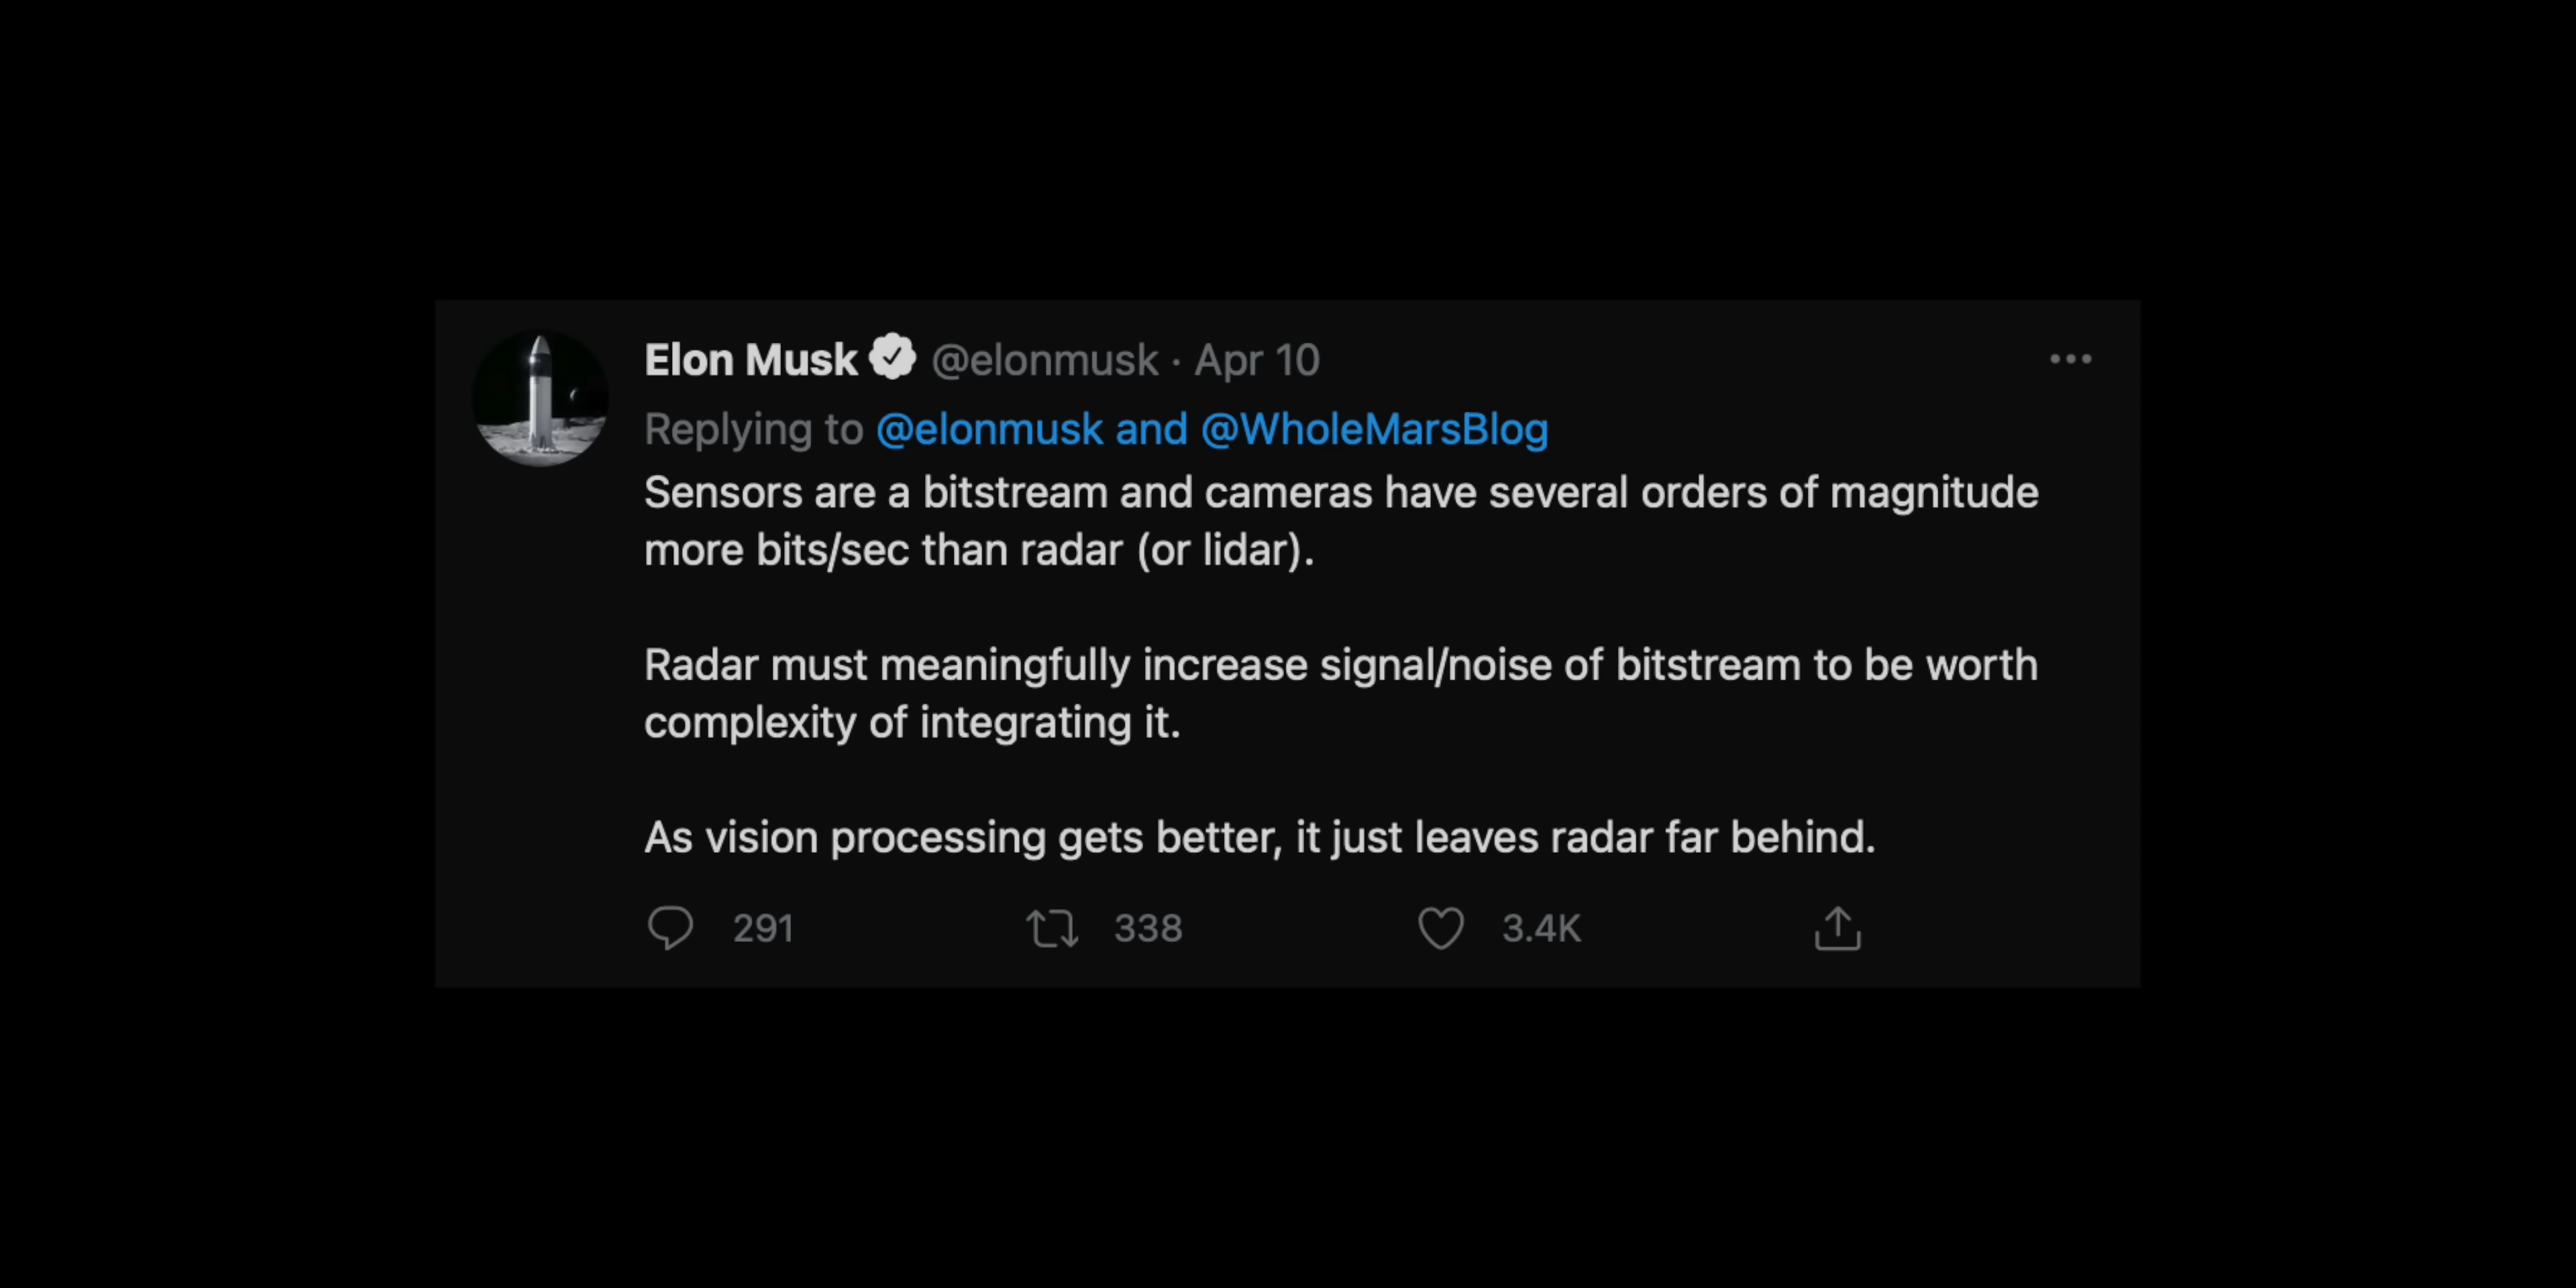 Elon Musk @elonmusk · Apr 10
Replying to @elonmusk and @WholeMarsBlog
Sensors are a bitstream and cameras have several orders of magnitude
more bits/sec than radar (or lidar).
Radar must meaningfully increase signal/noise of bitstream to be worth
complexity of integrating it.
As vision processing gets better, it just leaves radar far behind.
291 338 3.4K